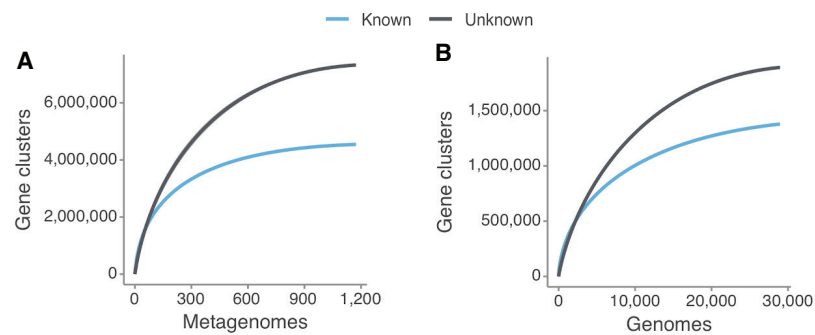 Known Unknown
A
Gene clusters
6,000,000
4,000,000
2,000,000
0
0 300 600 900 1,200
Metagenomes
B
Gene clusters
1,500,000
1,000,000
500,000
0
0 10,000 20,000 30,000
Genomes